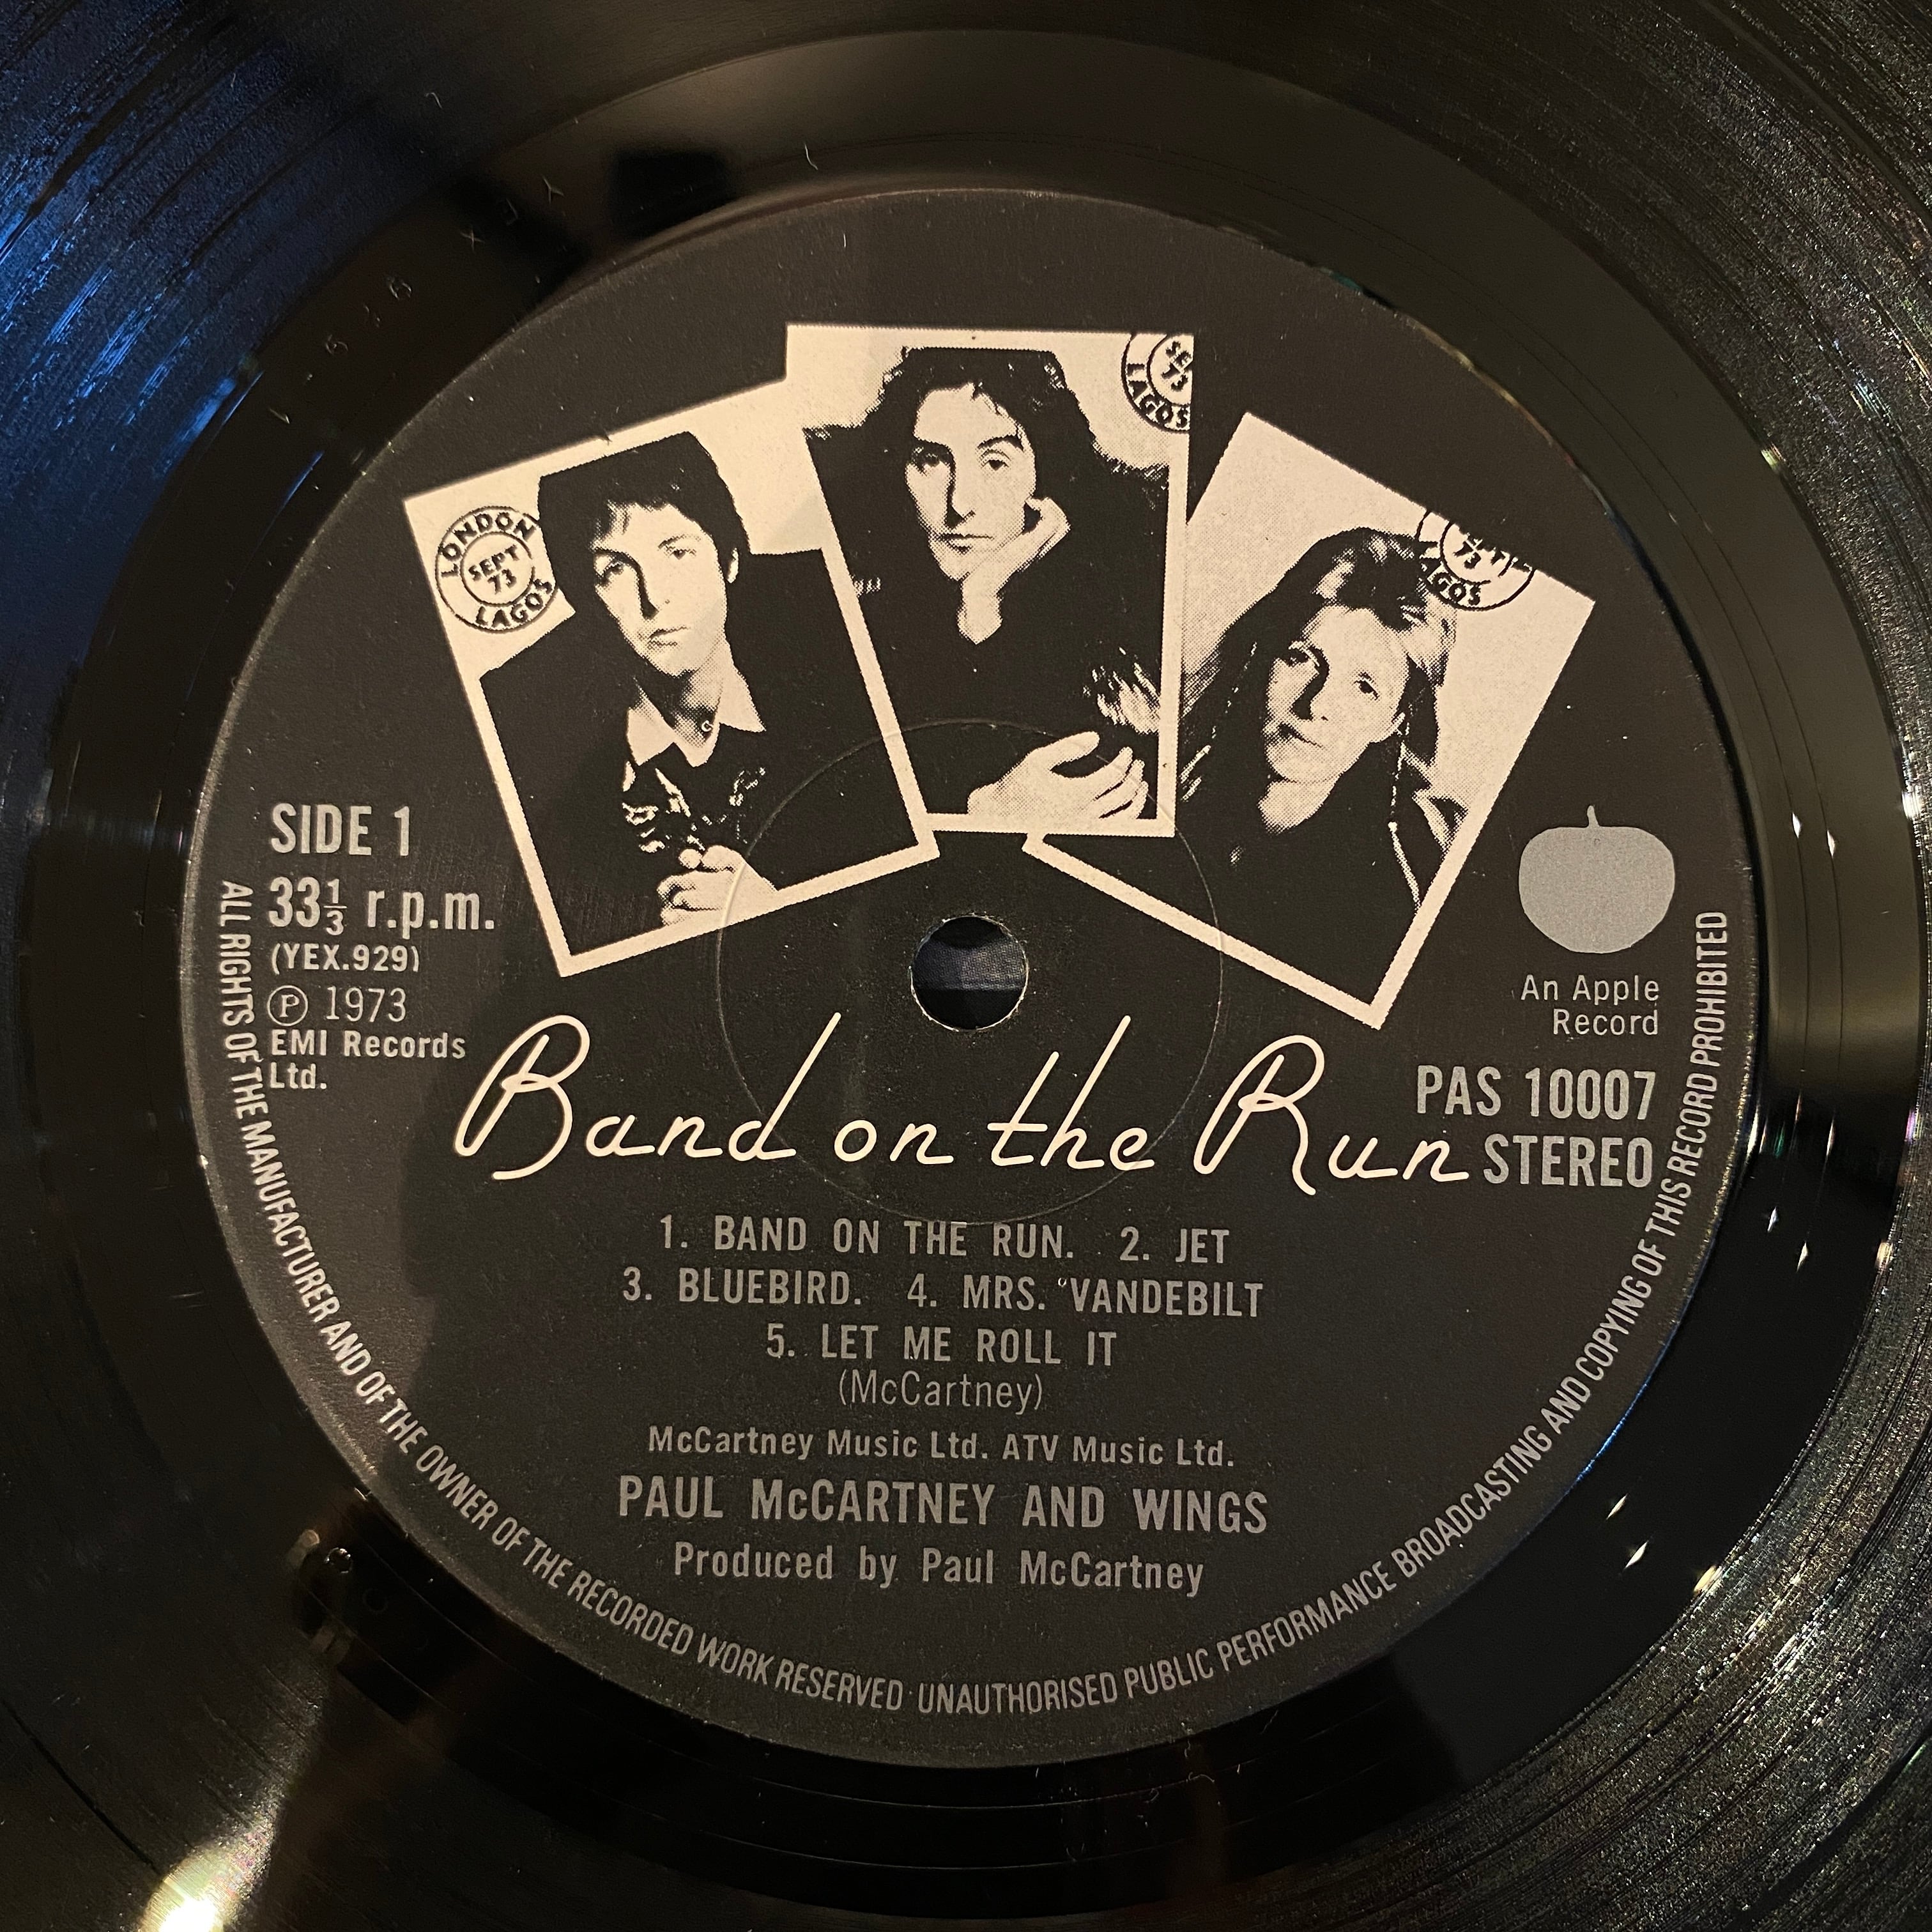 LONDON
SEPT
73
LAGOS
SE
73
LAGOS
73
AGOS
SIDE 1
33⅓ r.p.m.
(YEX.929)
Ⓟ 1973
EMI Records
Ltd.
An Apple
Record
PAS 10007
STEREO
Band on the Run
1. BAND ON THE RUN. 2. JET
3. BLUEBIRD. 4. MRS. VANDEBILT
5. LET ME ROLL IT
(McCartney)
McCartney Music Ltd. ATV Music Ltd.
PAUL McCARTNEY AND WINGS
Produced by Paul McCartney
ALL RIGHTS OF THE MANUFACTURER AND OF THE OWNER OF THE RECORDED WORK RESERVED · UNAUTHORISED PUBLIC PERFORMANCE BROADCASTING AND COPYING OF THIS RECORD PROHIBITED